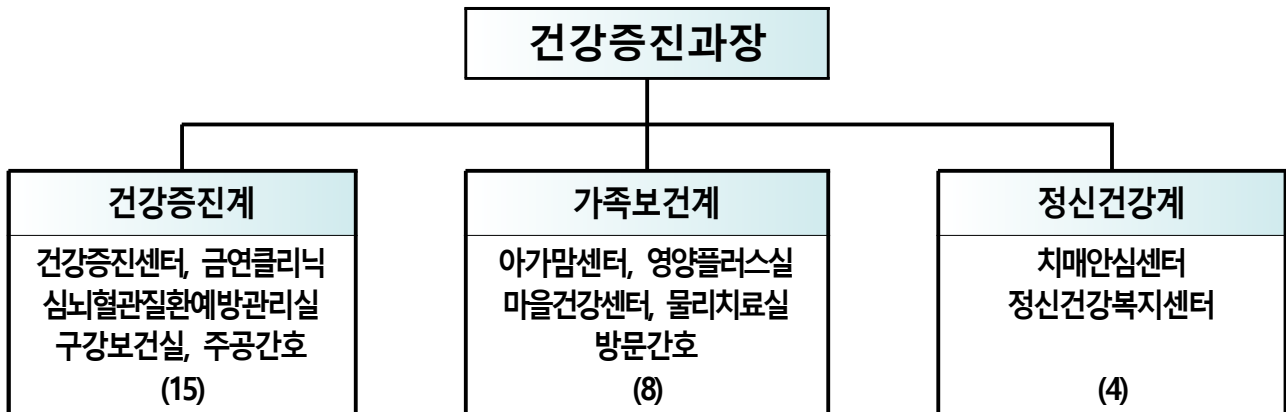 건강증진과장
건강증진계
건강증진센터, 금연클리닉
심뇌혈관질환예방관리실
구강보건실, 주공간호
(15)
가족보건계
아가맘센터, 영양플러스실
마을건강센터, 물리치료실
방문간호
(8)
정신건강계
치매안심센터
정신건강복지센터
(4)